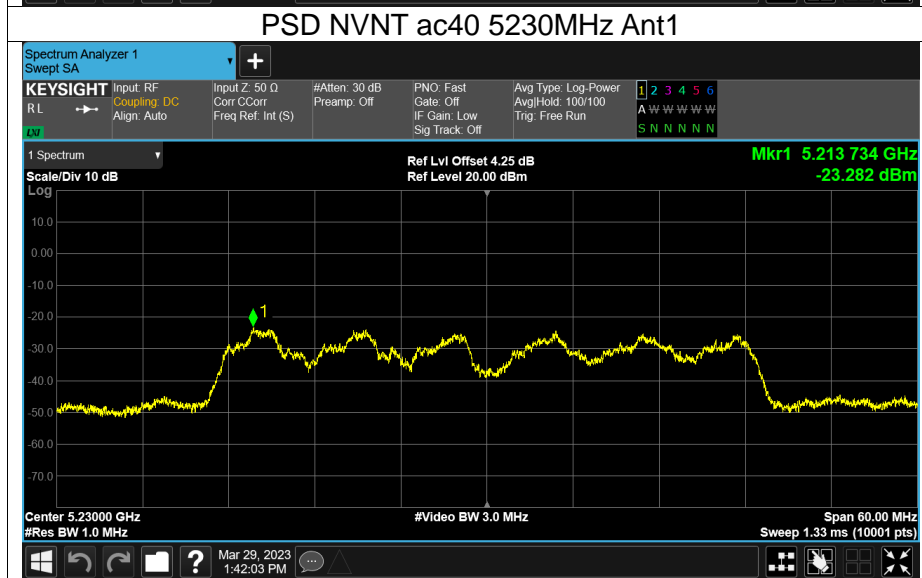 PSD NVNT ac40 5230MHz Ant1
Spectrum Analyzer 1
Swept SA
+
KEYSIGHT Input: RF Input Z: 50 Ω #Atten: 30 dB PNO: Fast Avg Type: Log-Power 1 2 3 4 5 6
RL Coupling: DC Corr CCorr Preamp: Off Gate: Off Avg|Hold: 100/100 A W W W W W
Align: Auto Freq Ref: Int (S) IF Gain: Low Trig: Free Run
LXI Sig Track: Off S N N N N N
1 Spectrum Ref Lvl Offset 4.25 dB Mkr1 5.213 734 GHz
Scale/Div 10 dB Ref Level 20.00 dBm -23.282 dBm
Log
10.0
0.00
-10.0
1
-20.0
-30.0
-40.0
-50.0
-60.0
-70.0
Center 5.23000 GHz #Video BW 3.0 MHz Span 60.00 MHz
#Res BW 1.0 MHz Sweep 1.33 ms (10001 pts)
? Mar 29, 2023
1:42:03 PM